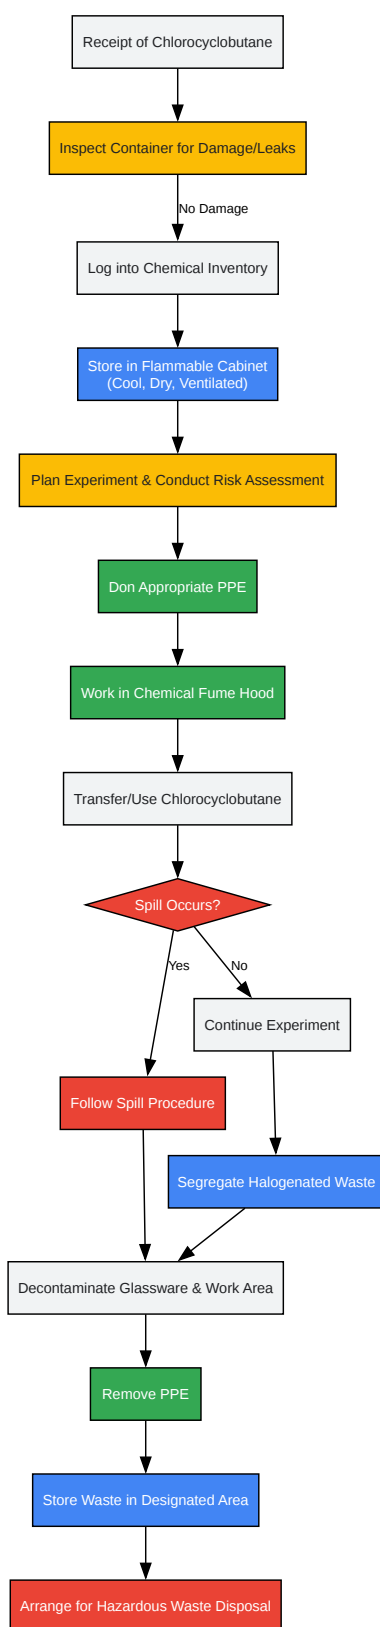 Receipt of Chlorocyclobutane
Inspect Container for Damage/Leaks
No Damage
Log into Chemical Inventory
Store in Flammable Cabinet
(Cool, Dry, Ventilated)
Plan Experiment & Conduct Risk Assessment
Don Appropriate PPE
Work in Chemical Fume Hood
Transfer/Use Chlorocyclobutane
Spill Occurs?
Yes
No
Continue Experiment
Follow Spill Procedure
Segregate Halogenated Waste
Decontaminate Glassware & Work Area
Remove PPE
Store Waste in Designated Area
Arrange for Hazardous Waste Disposal